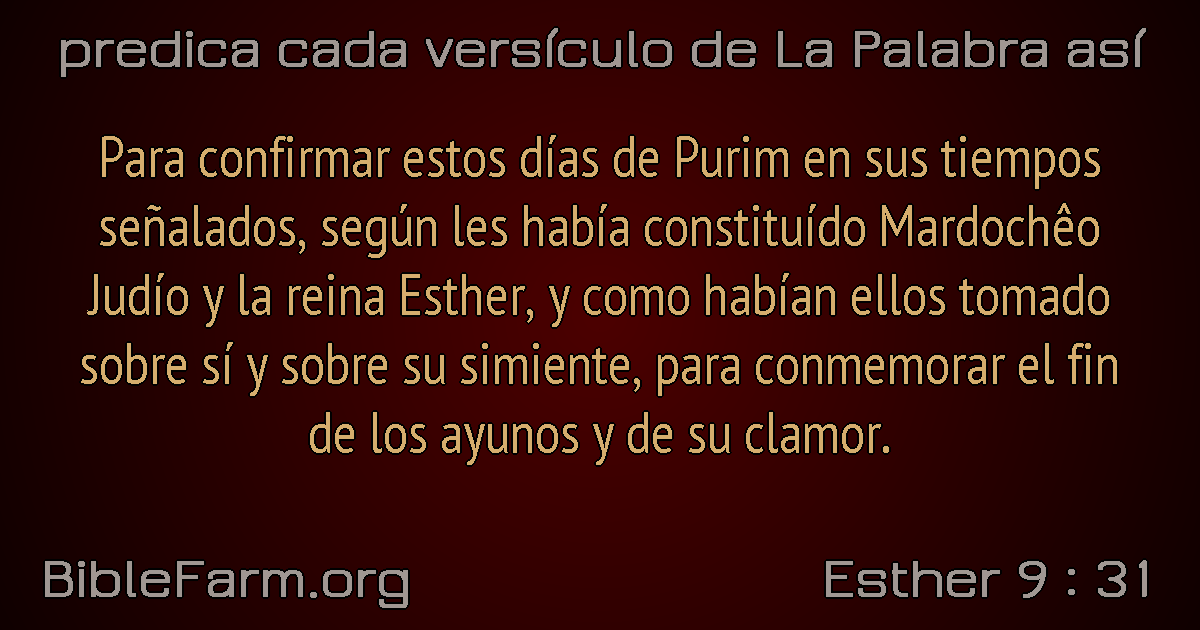 predica cada versículo de La Palabra así
Para confirmar estos días de Purim en sus tiempos
señalados, según les había constituído Mardochêo
Judío y la reina Esther, y como habían ellos tomado
sobre sí y sobre su simiente, para conmemorar el fin
de los ayunos y de su clamor.
BibleFarm.org
Esther 9 : 31